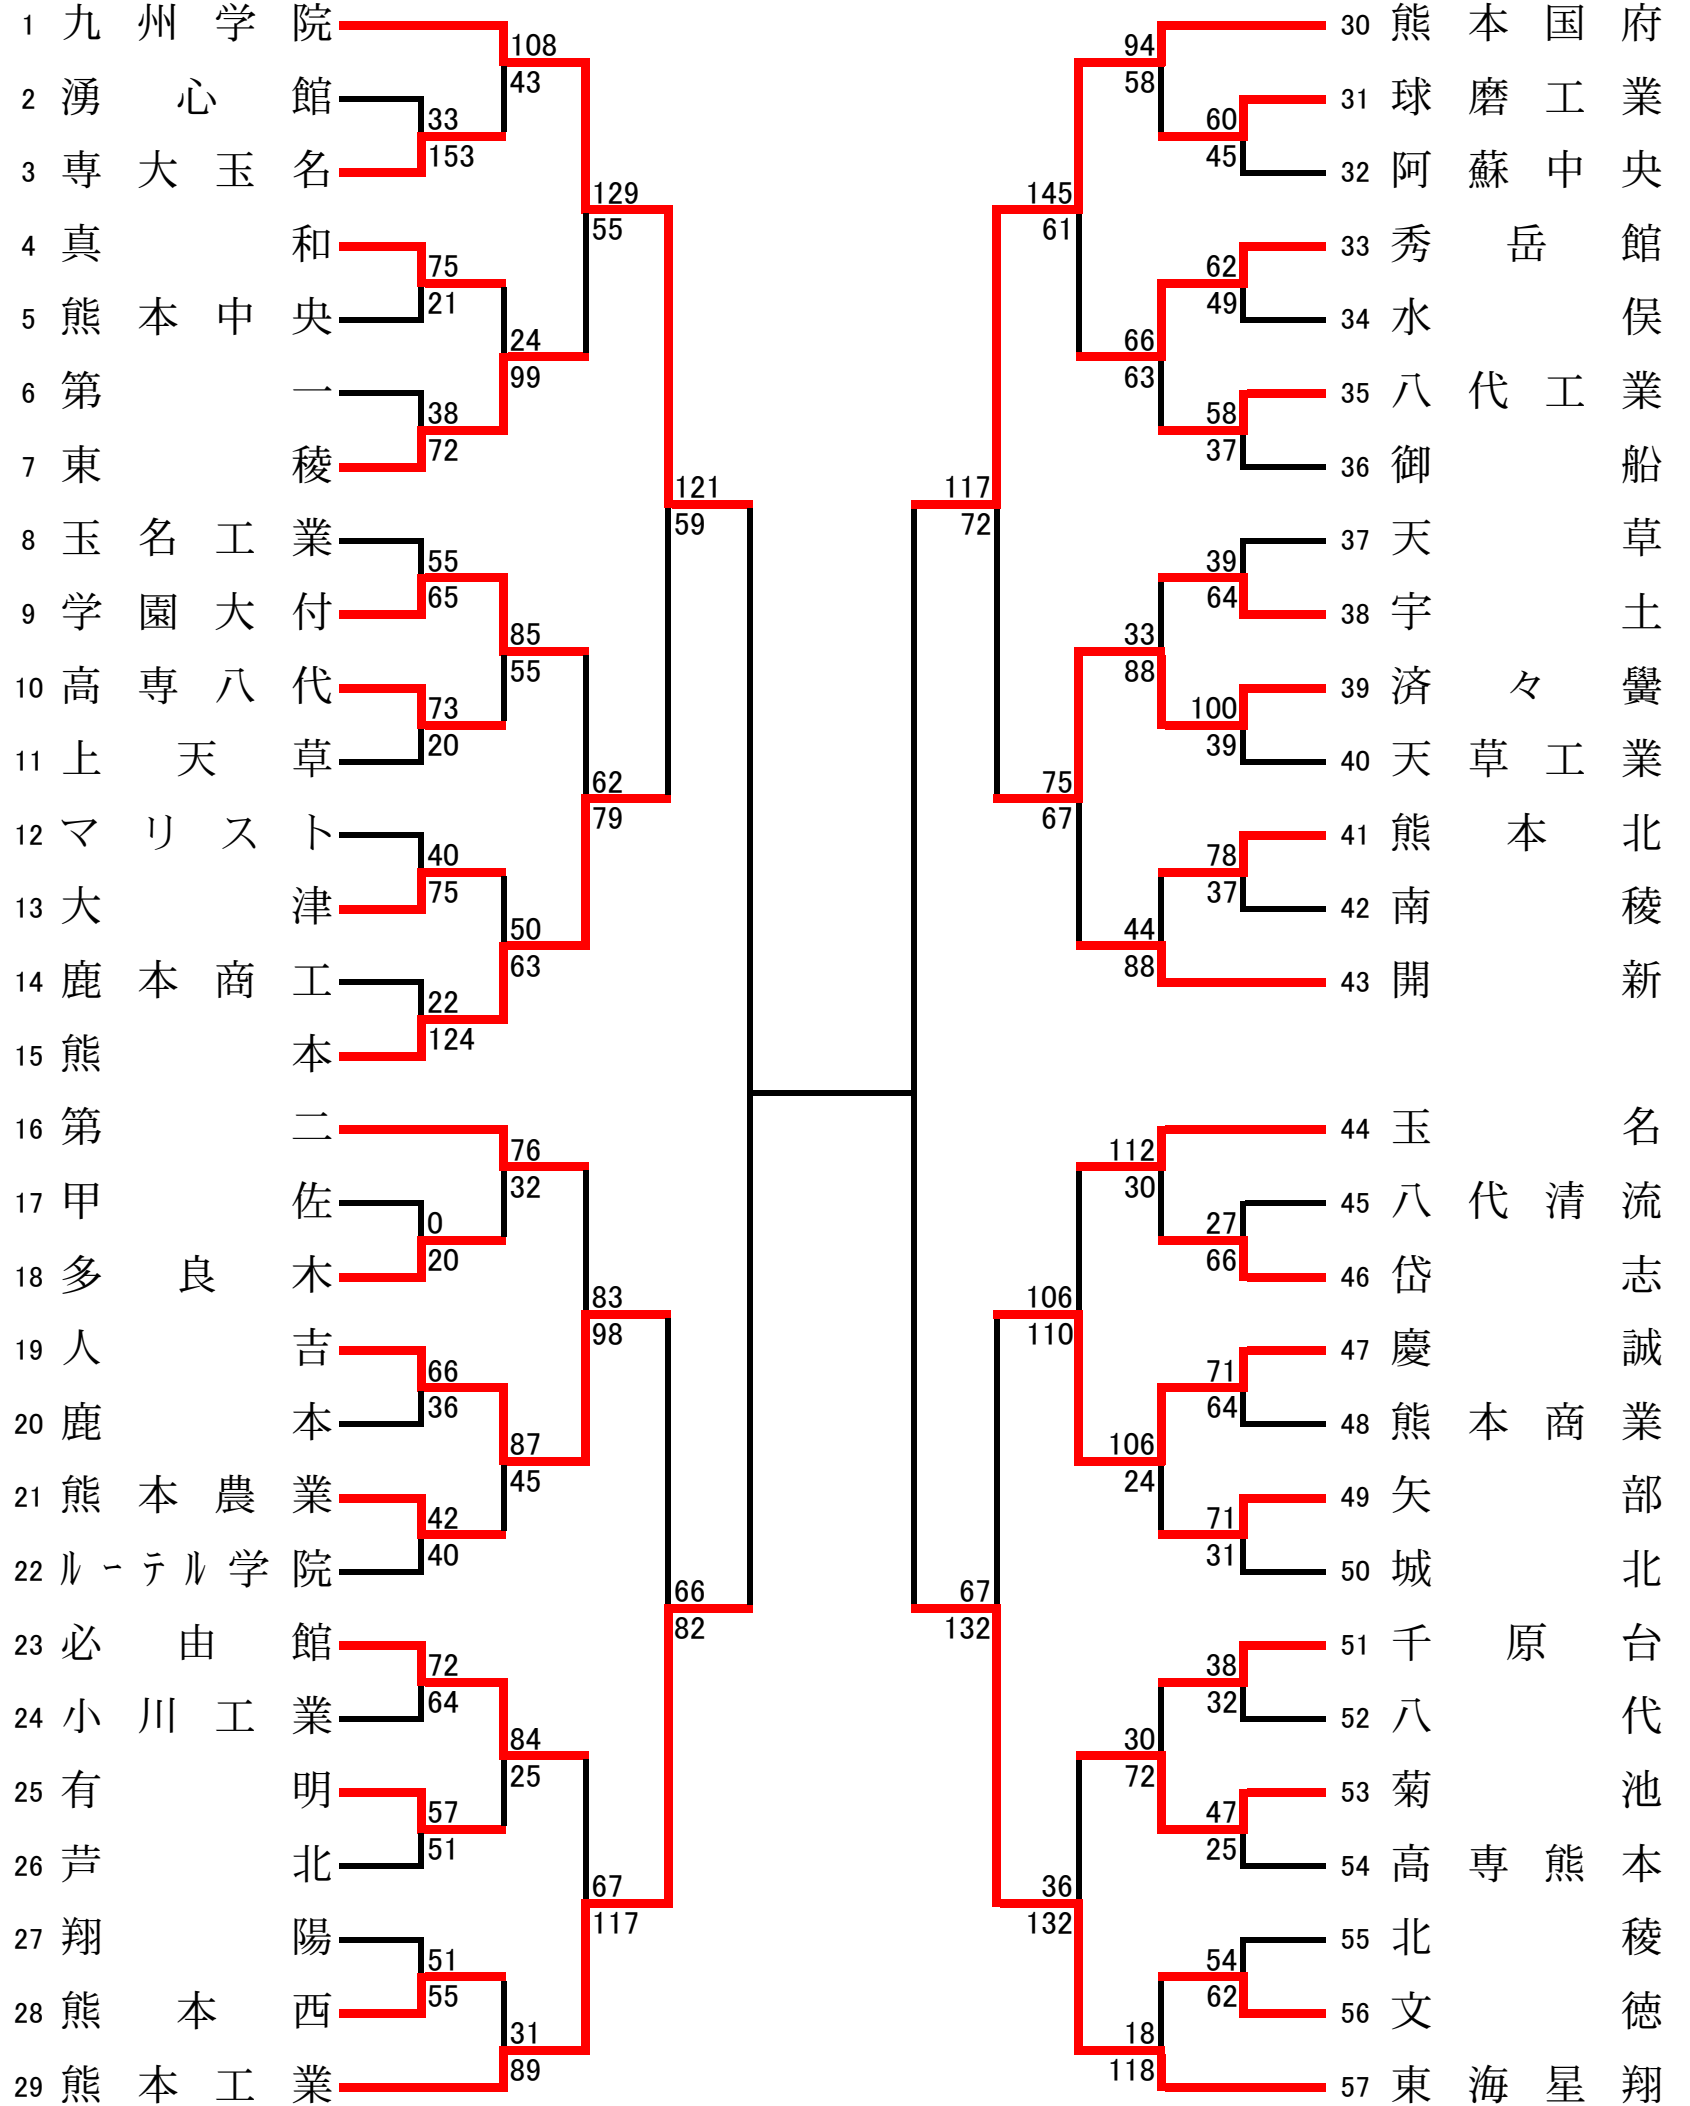 1 九州学院
2 湧心館
3 専大玉名
4 真和
5 熊本中央
6 第一
7 東稜
8 玉名工業
9 学園大付
10 高専八代
11 上天草
12 マリスト
13 大津
14 鹿本商工
15 熊本
16 第二
17 甲佐
18 多良木
19 人吉
20 鹿本
21 熊本農業
22 ルーテル学院
23 必由館
24 小川工業
25 有明
26 芦北
27 翔陽
28 熊本西
29 熊本工業
33
153
75
21
38
72
55
65
73
20
40
75
22
124
0
20
66
36
42
40
72
64
57
51
51
55
108
43
24
99
85
55
50
63
76
32
87
45
84
25
31
89
129
55
62
79
83
98
67
117
121
59
66
82
117
72
67
132
145
61
75
67
106
110
36
132
94
58
66
63
33
88
44
88
112
30
106
24
30
72
18
118
60
45
62
49
58
37
39
64
100
39
78
37
27
66
71
64
71
31
38
32
47
25
54
62
30 熊本国府
31 球磨工業
32 阿蘇中央
33 秀岳館
34 水俣
35 八代工業
36 御船
37 天草
38 宇土
39 済々黌
40 天草工業
41 熊本北
42 南稜
43 開新
44 玉名
45 八代清流
46 岱志
47 慶誠
48 熊本商業
49 矢部
50 城北
51 千原台
52 八代
53 菊池
54 高専熊本
55 北稜
56 文徳
57 東海星翔